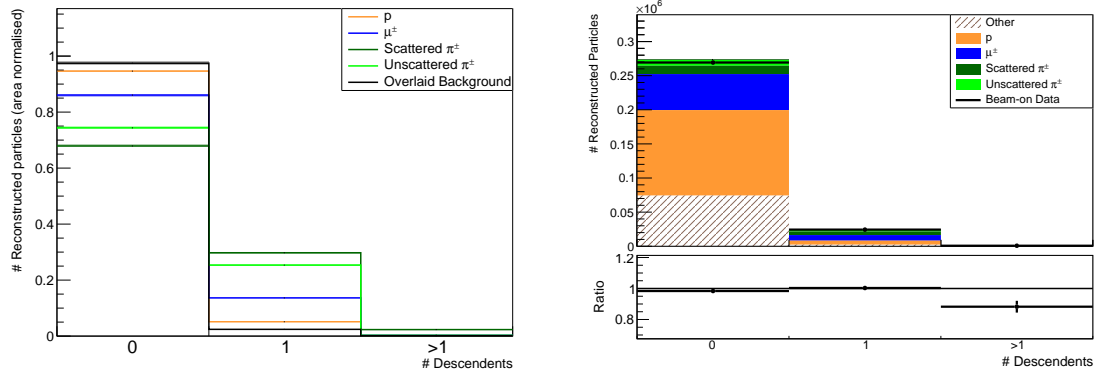 # Reconstructed particles (area normalised)
1
0.8
0.6
0.4
0.2
0
0
1
>1
# Descendents
p
μ±
Scattered π±
Unscattered π±
Overlaid Background
×10⁶
# Reconstructed Particles
0.3
0.25
0.2
0.15
0.1
0.05
0
Other
p
μ±
Scattered π±
Unscattered π±
Beam-on Data
Ratio
1.2
1
0.8
0
1
>1
# Descendents